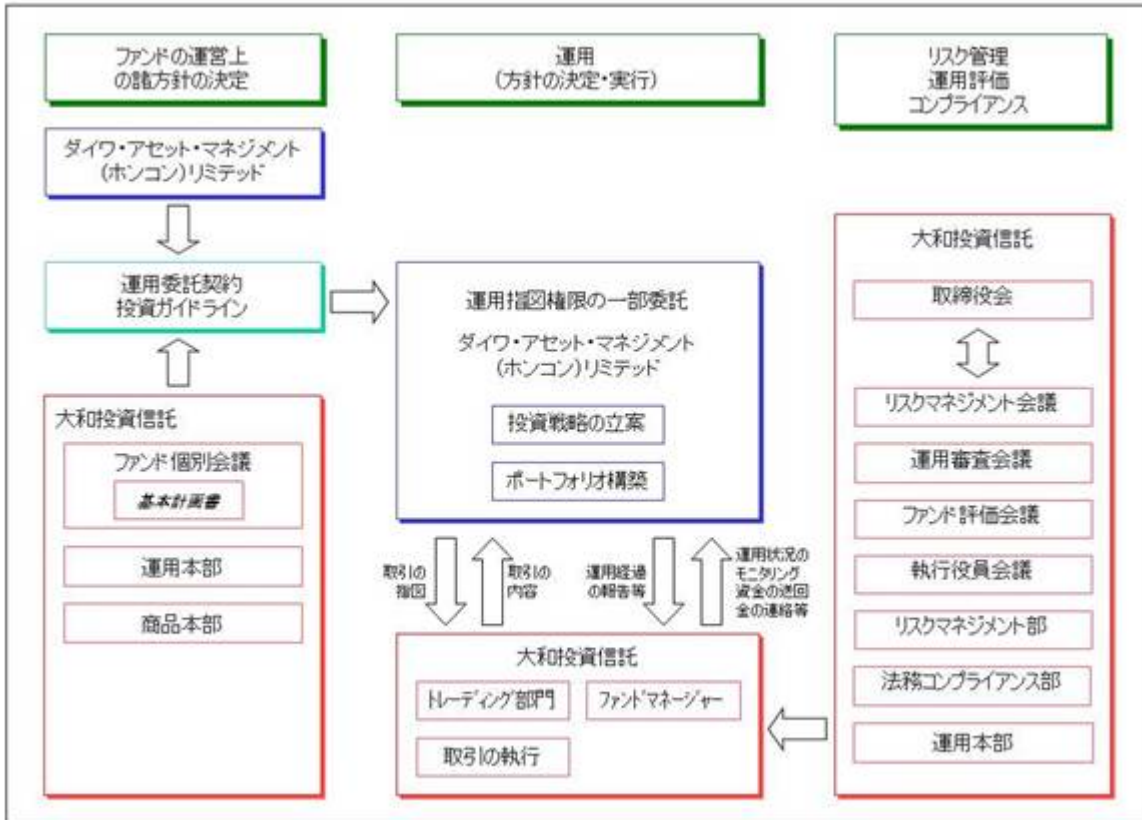 ファンドの運営上
の諸方針の決定
運用
(方針の決定・実行)
リスク管理
運用評価
コンプライアンス
ダイワ・アセット・マネジメント
(ホンコン)リミテッド
運用委託契約
投資ガイドライン
大和投資信託
ファンド個別会議
基本計画書
運用本部
商品本部
運用指図権限の一部委託
ダイワ・アセット・マネジメント
(ホンコン)リミテッド
投資戦略の立案
ポートフォリオ構築
取引の
指図
取引の
内容
運用経過
の報告等
運用状況の
モニタリング
資金の送回
金の連絡等
大和投資信託
トレーディング部門
ファンドマネージャー
取引の執行
大和投資信託
取締役会
リスクマネジメント会議
運用審査会議
ファンド評価会議
執行役員会議
リスクマネジメント部
法務コンプライアンス部
運用本部